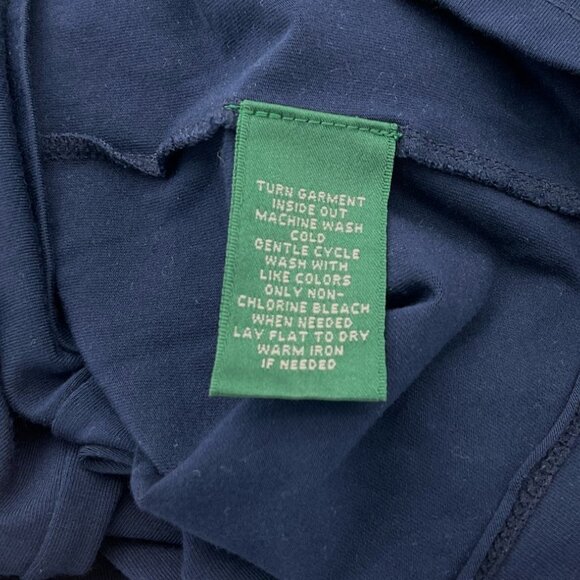 TURN GARMENT
INSIDE OUT
MACHINE WASH
COLD
GENTLE CYCLE
WASH WITH
LIKE COLORS
ONLY NON-
CHLORINE BLEACH
WHEN NEEDED
LAY FLAT TO DRY
WARM IRON
IF NEEDED